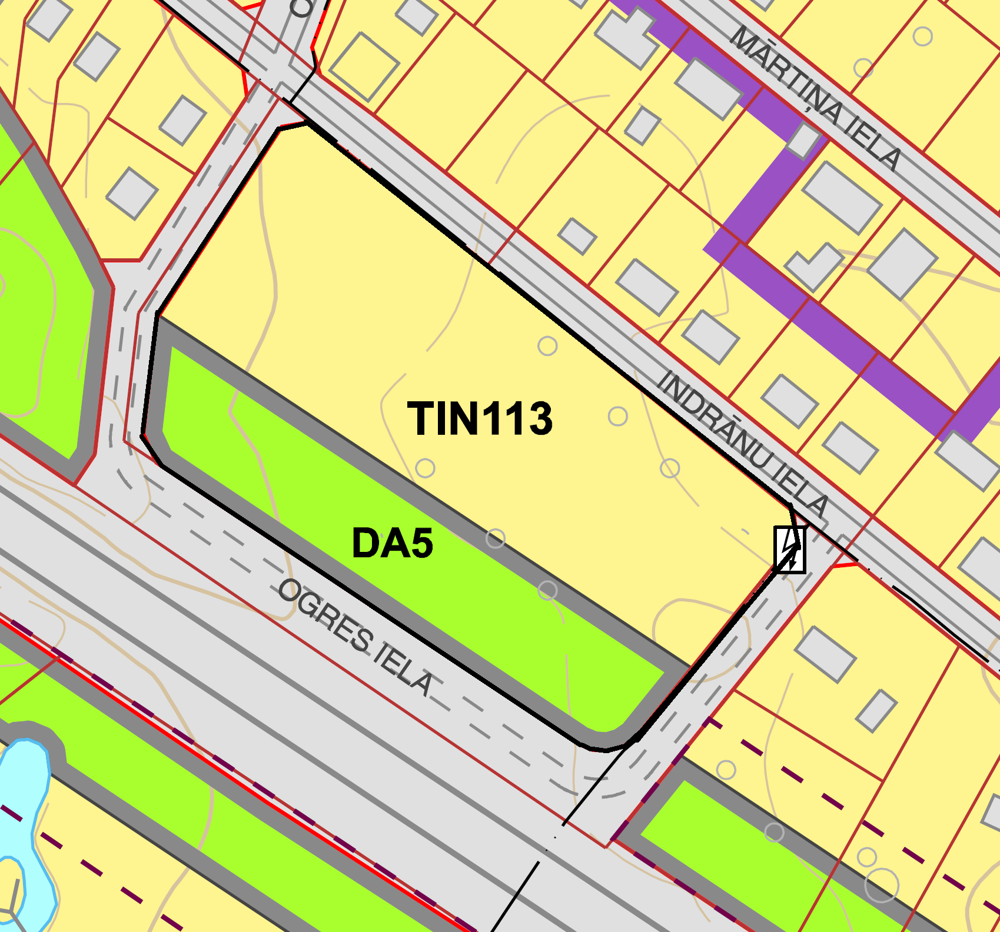 O
MĀRTIŅA IELA
INDRĀNU IELA
TIN113
DA5
OGRES IELA